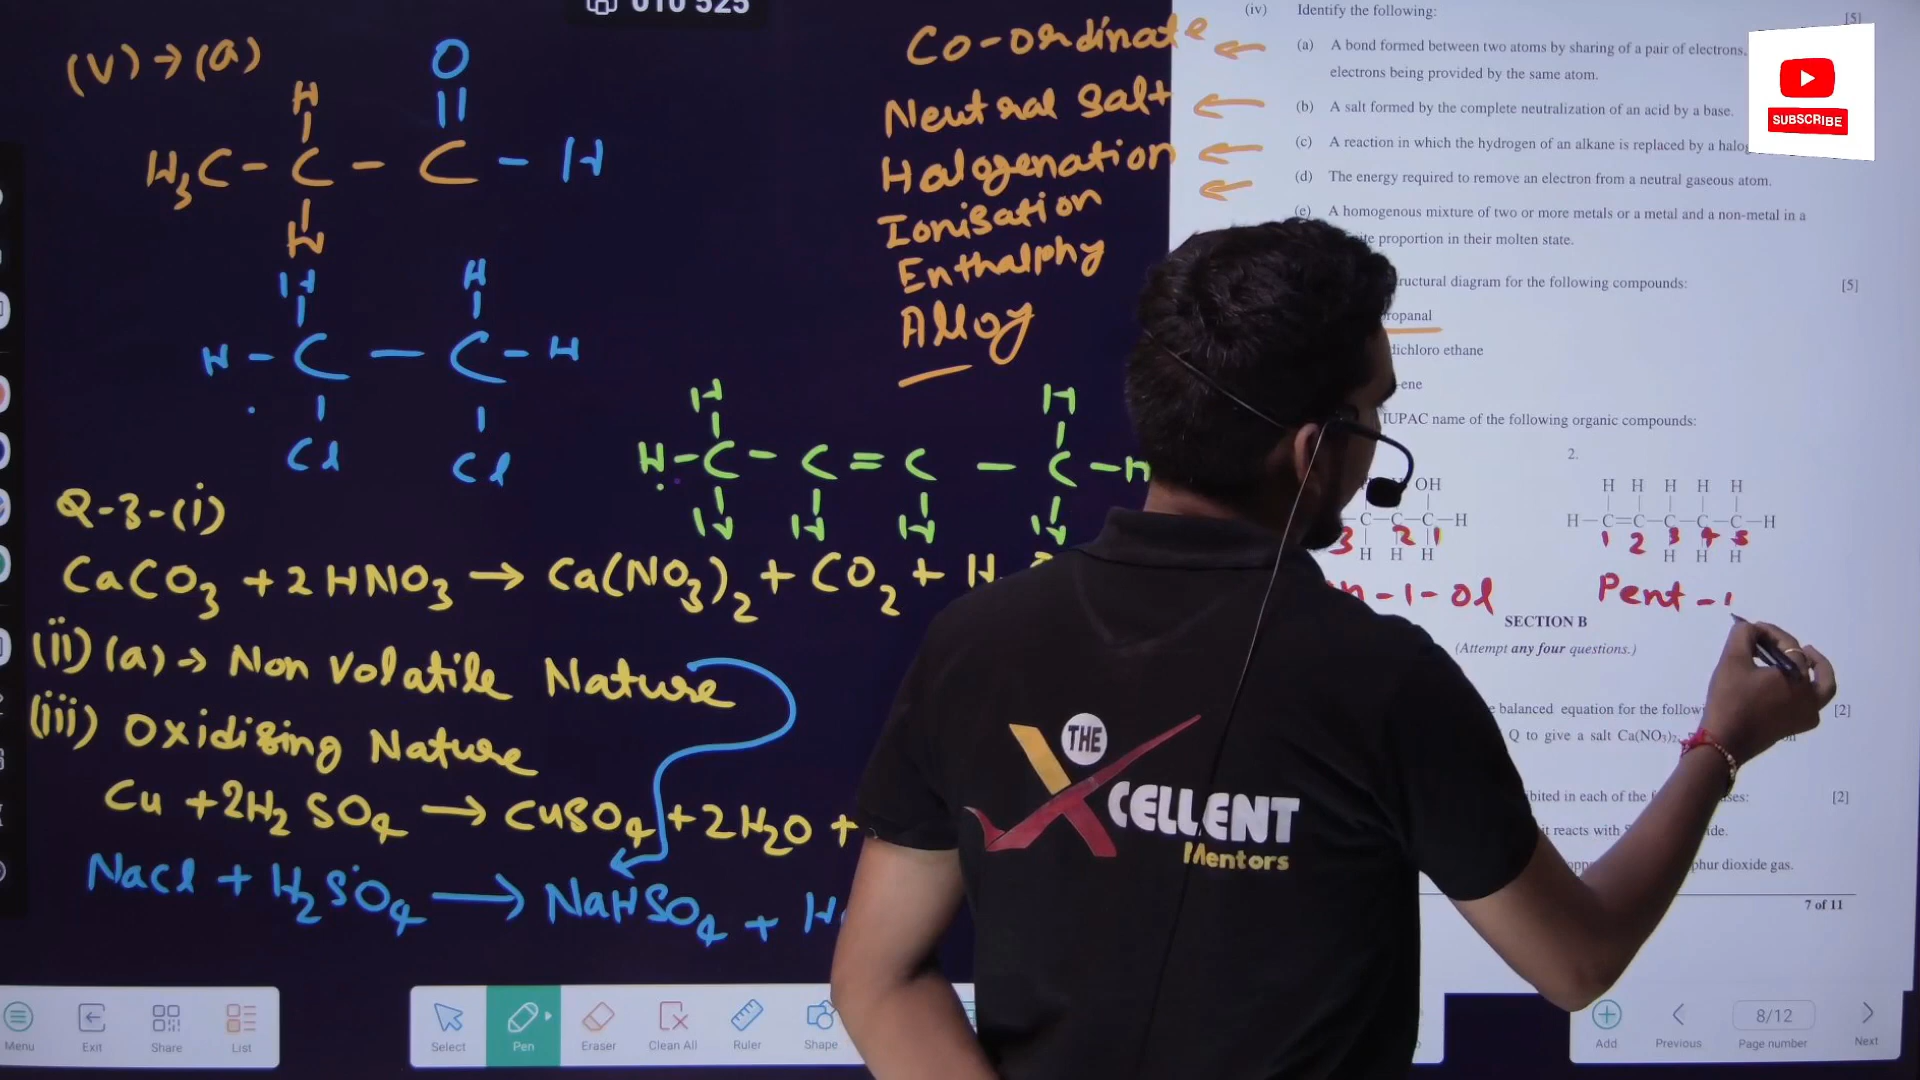 010 525
(V) → (a)
O
H
||
H3C - C - C - H
H
H H
H - C - C - H
Cl Cl
Co-ordinate
Neutral Salt
Halogenation
Ionisation
Enthalphy
Alloy
H H
H - C - C = C - C - H
H H H H
Q-3-(i)
CaCO3 + 2HNO3 → Ca(NO3)2 + CO2 + H
(ii) (a) → Non Volatile Nature
(iii) Oxidizing Nature
Cu + 2H2SO4 → CuSO4 + 2H2O +
NaCl + H2SO4 → NaHSO4 + H
(iv) Identify the following: [5]
(a) A bond formed between two atoms by sharing of a pair of electrons,
electrons being provided by the same atom.
(b) A salt formed by the complete neutralization of an acid by a base.
(c) A reaction in which the hydrogen of an alkane is replaced by a
(d) The energy required to remove an electron from a neutral gaseous atom.
(e) A homogenous mixture of two or more metals or a metal and a non-metal in a
proportion in their molten state.
diagram for the following compounds: [5]
dichloro ethane
-ene
IUPAC name of the following organic compounds:
2.
OH H H H H H
C-C-C-H H-C=C-C-C-C-H
3 2 1 1 2 3 4 5
H H H H H H
-1-ol Pent -1
SECTION B
(Attempt any four questions.)
balanced equation for the [2]
Q to give a salt Ca(NO3)2,
in each of the [2]
it reacts with
dioxide gas.
7 of 11
SUBSCRIBE
THE
XCELLENT
Mentors
Menu Exit Share List
Select Pen Eraser Clean All Ruler Shape
8/12
Add Previous Page number Next